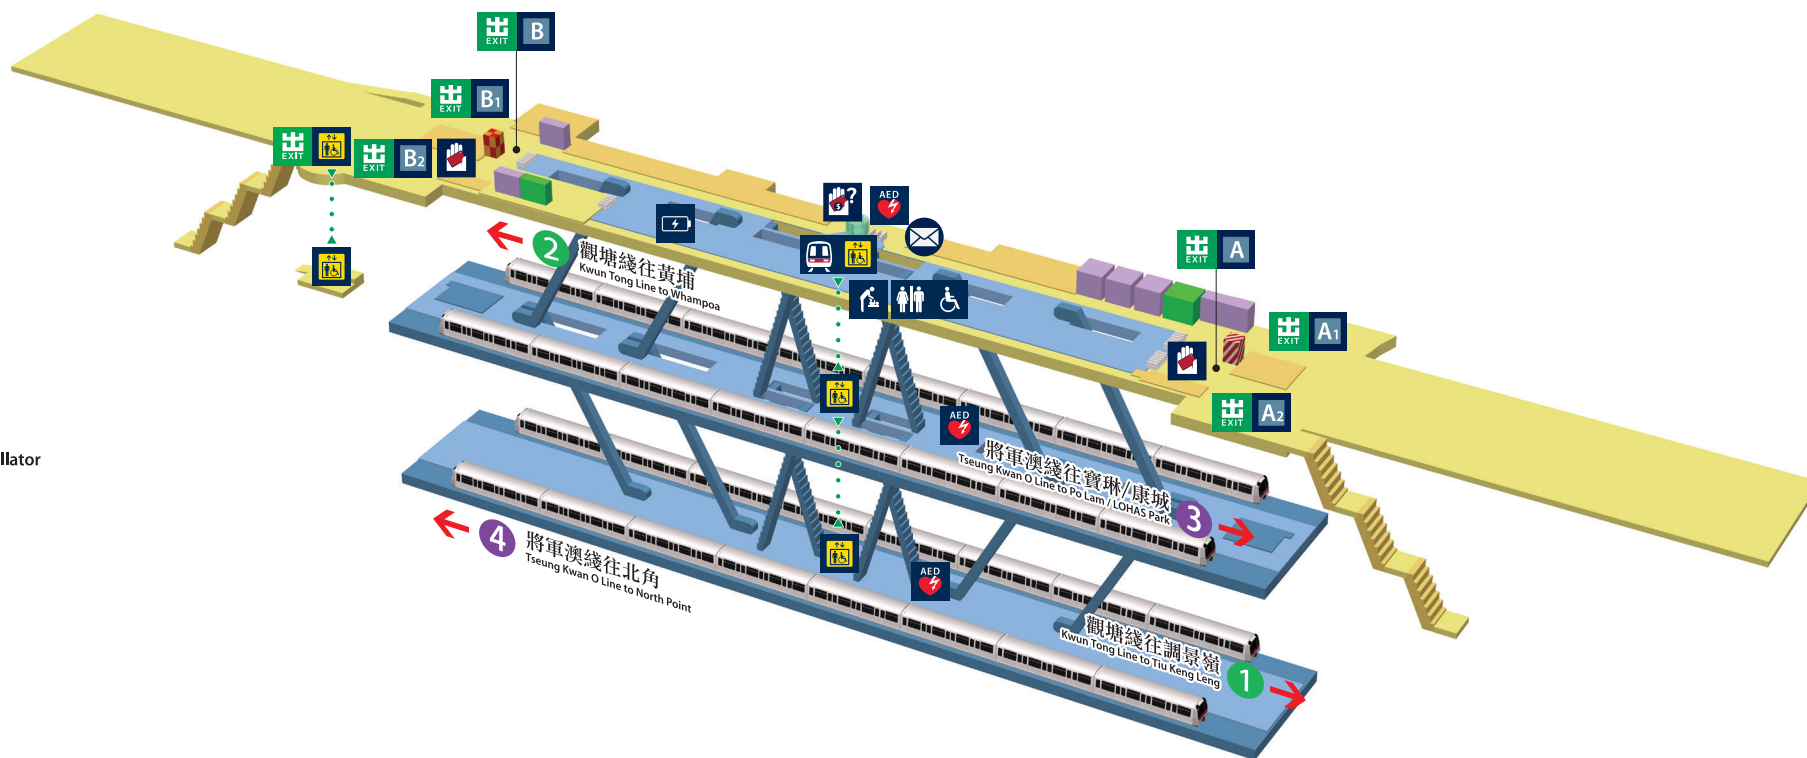 出
EXIT
B
出
EXIT
B1
出
EXIT
出
EXIT
B2
?
$
AED
2
觀塘綫往黃埔
Kwun Tong Line to Whampoa
出
EXIT
A
出
EXIT
A1
出
EXIT
A2
AED
將軍澳綫往寶琳/康城
Tseung Kwan O Line to Po Lam / LOHAS Park
3
llator
4
將軍澳綫往北角
Tseung Kwan O Line to North Point
AED
觀塘綫往調景嶺
Kwun Tong Line to Tiu Keng Leng
1